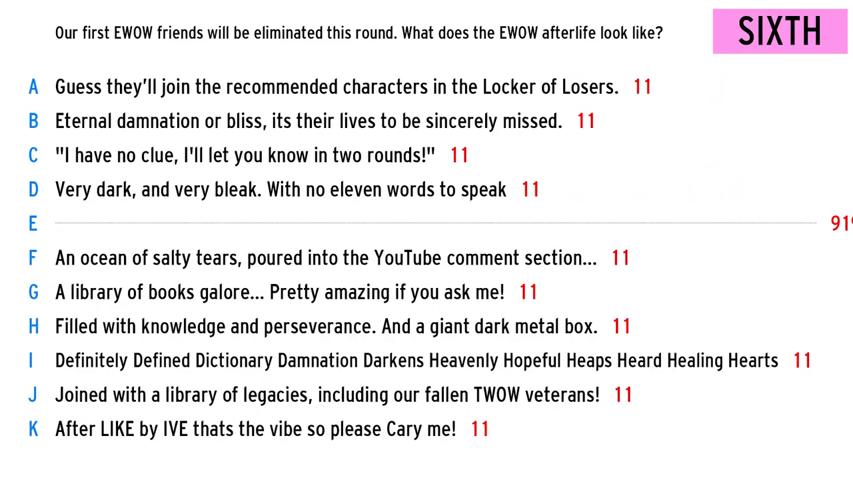 Our first EWOW friends will be eliminated this round. What does the EWOW afterlife look like?
SIXTH
A Guess they'll join the recommended characters in the Locker of Losers. 11
B Eternal damnation or bliss, its their lives to be sincerely missed. 11
C "I have no clue, I'll let you know in two rounds!" 11
D Very dark, and very bleak. With no eleven words to speak 11
E
F An ocean of salty tears, poured into the YouTube comment section... 11
G A library of books galore... Pretty amazing if you ask me! 11
H Filled with knowledge and perseverance. And a giant dark metal box. 11
I Definitely Defined Dictionary Damnation Darkens Heavenly Hopeful Heaps Heard Healing Hearts 11
J Joined with a library of legacies, including our fallen TWOW veterans! 11
K After LIKE by IVE thats the vibe so please Cary me! 11